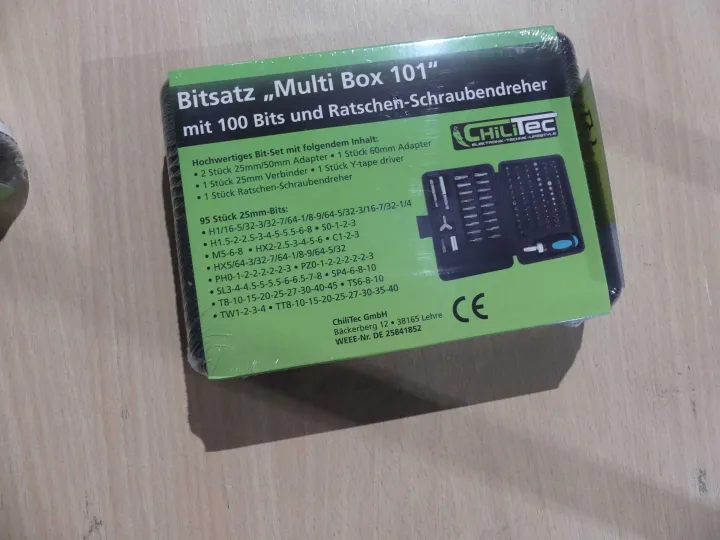 Bitsatz „Multi Box 101“
mit 100 Bits und Ratschen-Schraubendreher
CHiLiTEC
ELEKTRONIK-TECHNIK-LIFESTYLE
Hochwertiges Bit-Set mit folgendem Inhalt:
• 2 Stück 25mm/50mm Adapter • 1 Stück 60mm Adapter
• 1 Stück 25mm Verbinder • 1 Stück Y-tape driver
• 1 Stück Ratschen-Schraubendreher
95 Stück 25mm-Bits:
• H1/16-5/32-3/32-7/64-1/8-9/64-5/32-3/16-7/32-1/4
• H1.5-2-2.5-3-4-5-5.5-6-8 • S0-1-2-3
• M5-6-8 • HX2-2.5-3-4-5-6 • C1-2-3
• HX5/64-3/32-7/64-1/8-9/64-5/32
• PH0-1-2-2-2-2-2-3 • PZ0-1-2-2-2-2-2-3
• SL3-4-4.5-5-5.5-6-6.5-7-8 • SP4-6-8-10
• T8-10-15-20-25-27-30-40-45 • TS6-8-10
• TW1-2-3-4 • TT8-10-15-20-25-27-30-35-40
ChiliTec GmbH
Bäckerberg 12 • 38165 Lehre
WEEE-Nr. DE 25841852
CE